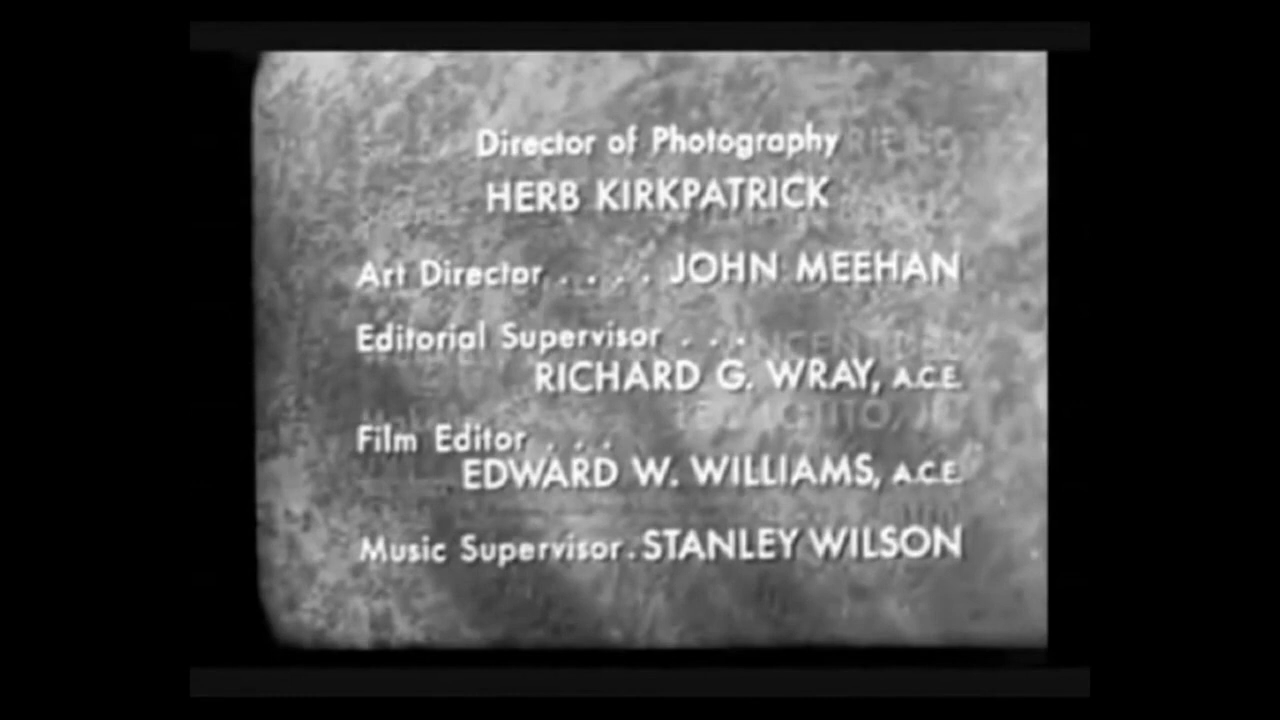 Director of Photography
HERB KIRKPATRICK
Art Director . . . . JOHN MEEHAN
Editorial Supervisor . . .
RICHARD G. WRAY, A.C.E.
Film Editor . . .
EDWARD W. WILLIAMS, A.C.E.
Music Supervisor . STANLEY WILSON